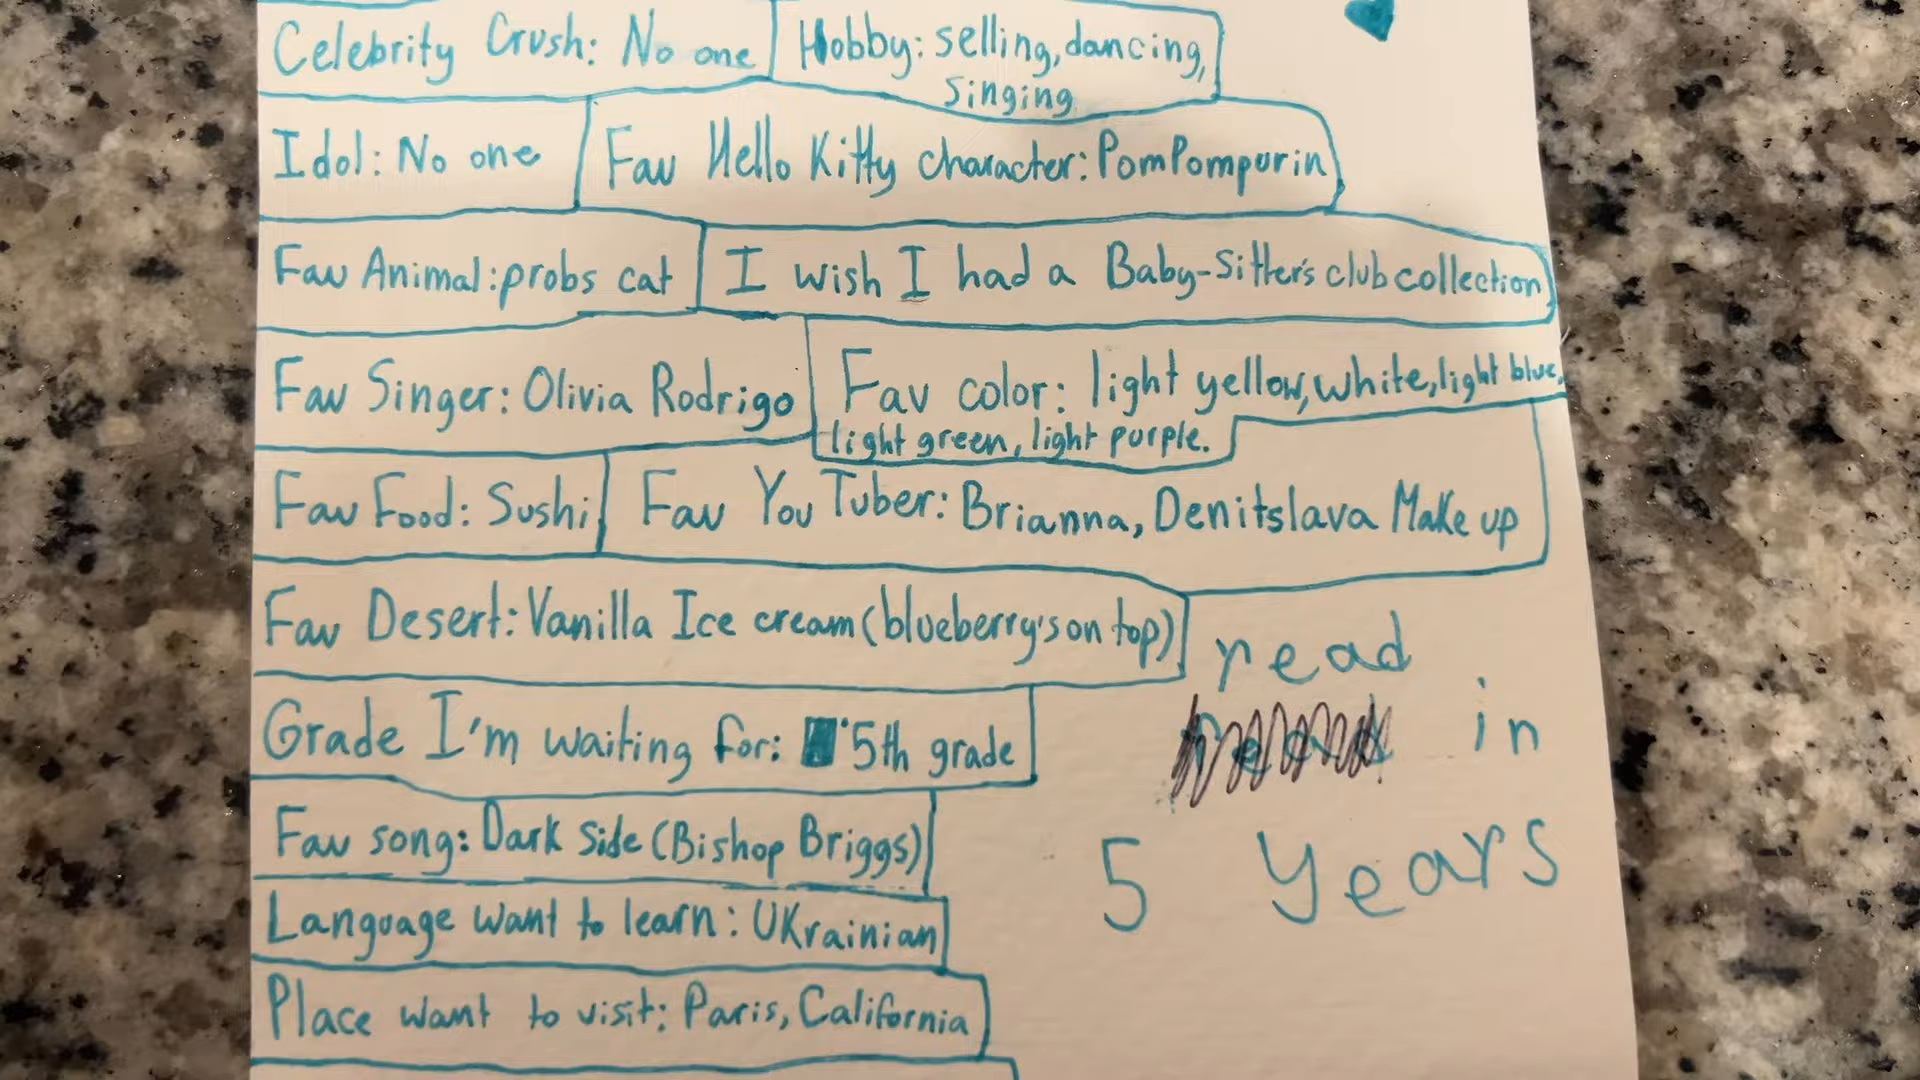 Celebrity Crush: No one
Hobby: selling, dancing,
singing
Idol: No one
Fav Hello Kitty character: PomPompurin
Fav Animal: probs cat
I wish I had a Baby-Sitter's club collection
Fav Singer: Olivia Rodrigo
Fav color: light yellow, white, light blue,
light green, light purple.
Fav Food: Sushi
Fav YouTuber: Brianna, Denitslava Make up
Fav Desert: Vanilla Ice cream (blueberry's on top)
read
Grade I'm waiting for: 5th grade
in
Fav song: Dark Side (Bishop Briggs)
5 years
Language want to learn: UKrainian
Place want to visit: Paris, California